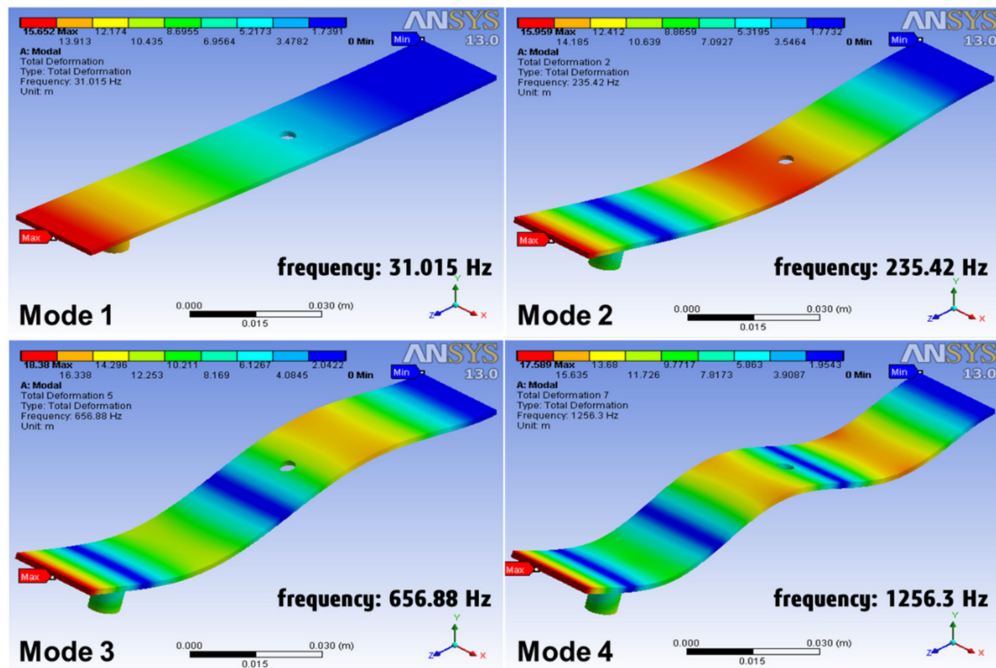 15.652 Max 12.174 8.6955 5.2173 1.7391
13.913 10.435 6.9564 3.4782 0 Min
Min
ANSYS
13.0
A: Modal
Total Deformation
Type: Total Deformation
Frequency: 31.015 Hz
Unit: m
Max
frequency: 31.015 Hz
Mode 1
0.000 0.030 (m)
0.015
Y
Z X
15.959 Max 12.412 8.8659 5.3195 1.7732
14.185 10.639 7.0927 3.5464 0 Min
Min
ANSYS
13.0
A: Modal
Total Deformation 2
Type: Total Deformation
Frequency: 235.42 Hz
Unit: m
Max
frequency: 235.42 Hz
Mode 2
0.000 0.030 (m)
0.015
Y
Z X
18.38 Max 14.296 10.211 6.1267 2.0422
16.338 12.253 8.169 4.0845 0 Min
Min
ANSYS
13.0
A: Modal
Total Deformation 5
Type: Total Deformation
Frequency: 656.88 Hz
Unit: m
Max
frequency: 656.88 Hz
Mode 3
0.000 0.030 (m)
0.015
Y
Z X
17.589 Max 13.68 9.7717 5.863 1.9543
15.635 11.726 7.8173 3.9087 0 Min
Min
ANSYS
13.0
A: Modal
Total Deformation 7
Type: Total Deformation
Frequency: 1256.3 Hz
Unit: m
Max
frequency: 1256.3 Hz
Mode 4
0.000 0.030 (m)
0.015
Y
Z X